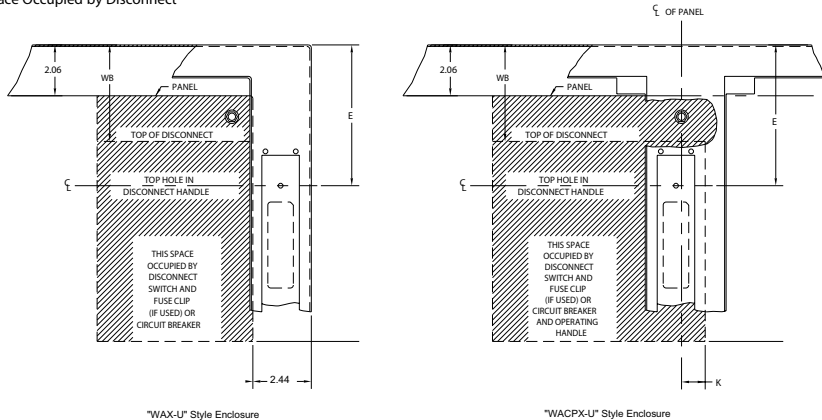 ace Occupied by Disconnect
℄ OF PANEL
2.06
WB
PANEL
E
TOP OF DISCONNECT
℄
TOP HOLE IN
DISCONNECT HANDLE
THIS SPACE
OCCUPIED BY
DISCONNECT
SWITCH AND
FUSE CLIP
(IF USED) OR
CIRCUIT BREAKER
2.44
"WAX-U" Style Enclosure
2.06
WB
PANEL
E
TOP OF DISCONNECT
℄
TOP HOLE IN
DISCONNECT HANDLE
THIS SPACE
OCCUPIED BY
DISCONNECT
SWITCH AND
FUSE CLIP
(IF USED) OR
CIRCUIT BREAKER
AND OPERATING
HANDLE
K
"WACPX-U" Style Enclosure